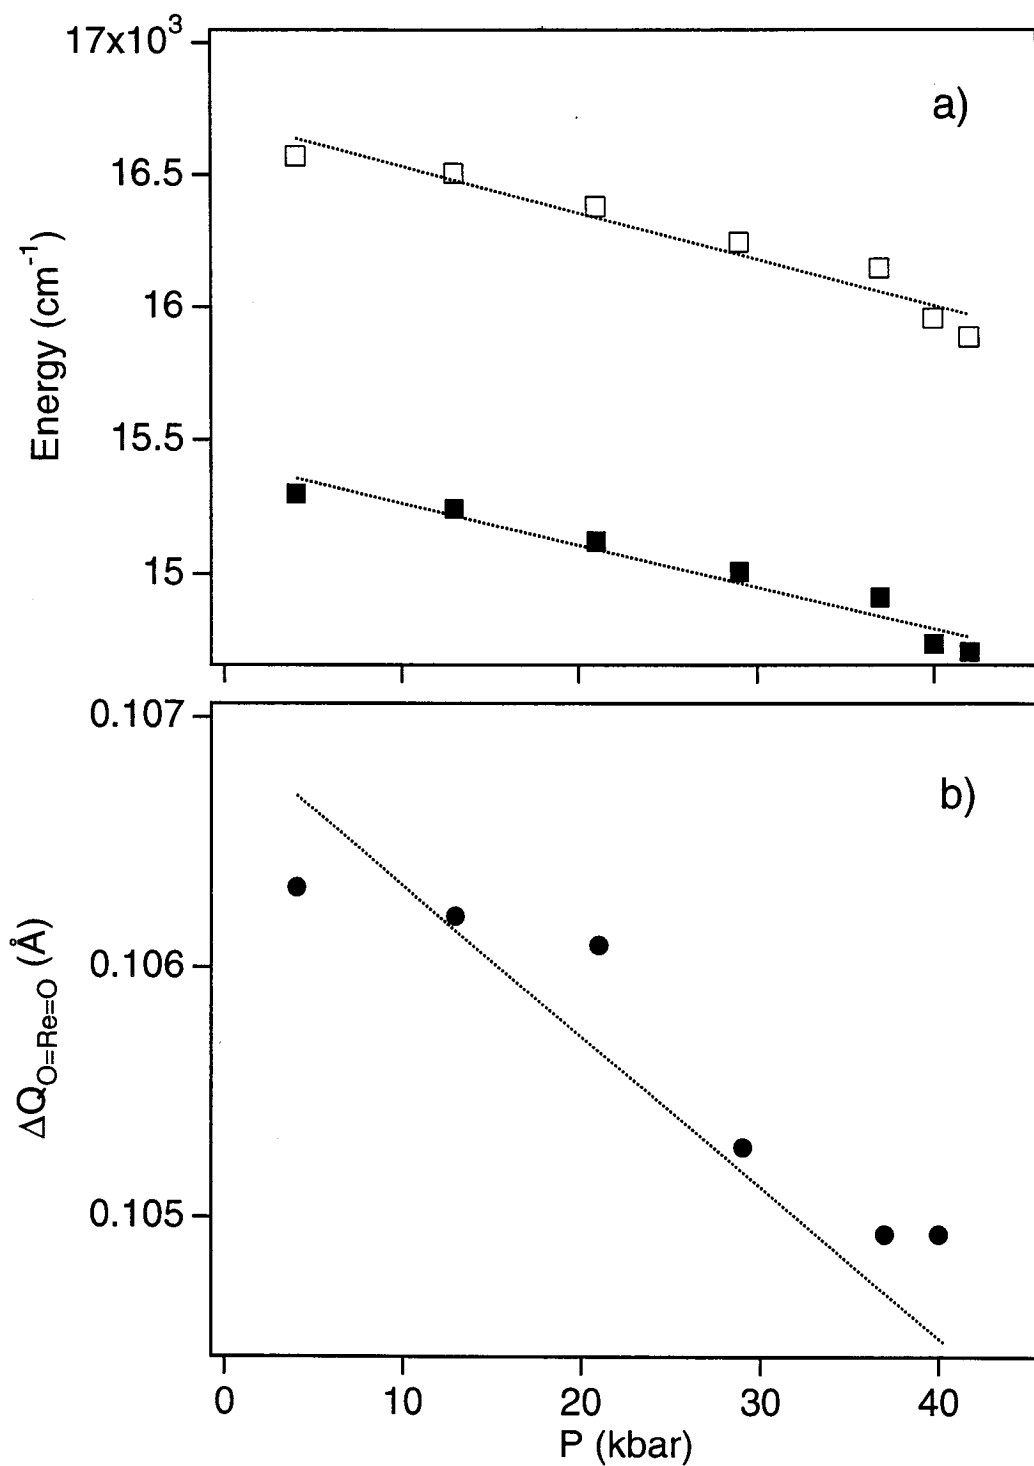 17x10³
a)
16.5
16
15.5
15
Energy (cm⁻¹)
0.107
b)
0.106
0.105
ΔQO=Re=O (Å)
0 10 20 30 40
P (kbar)